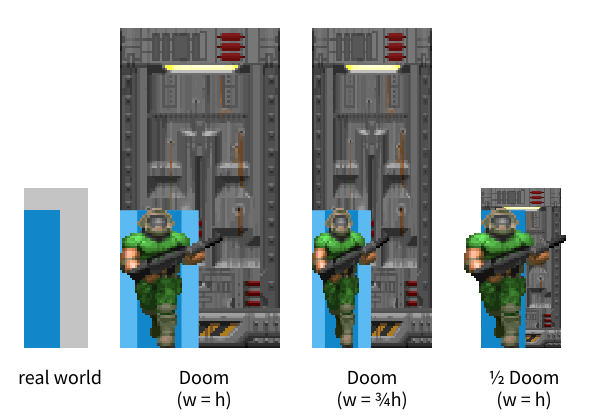 real world
Doom
(w = h)
Doom
(w = ¾h)
½ Doom
(w = h)